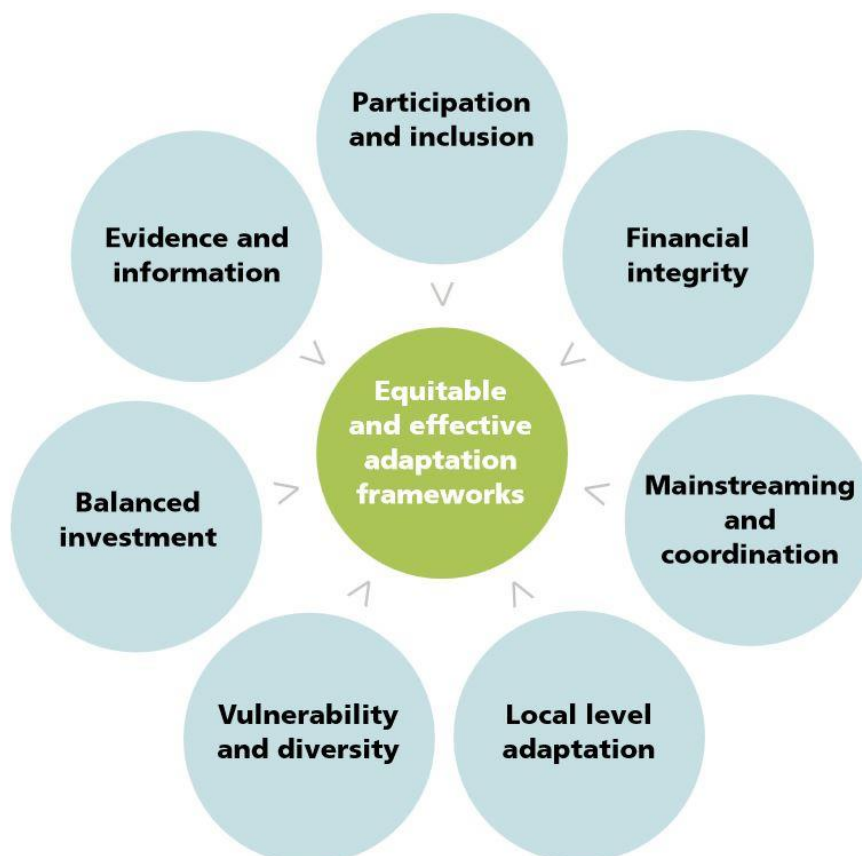 Participation
and inclusion
Financial
integrity
Mainstreaming
and
coordination
Local level
adaptation
Vulnerability
and diversity
Balanced
investment
Evidence and
information
Equitable
and effective
adaptation
frameworks